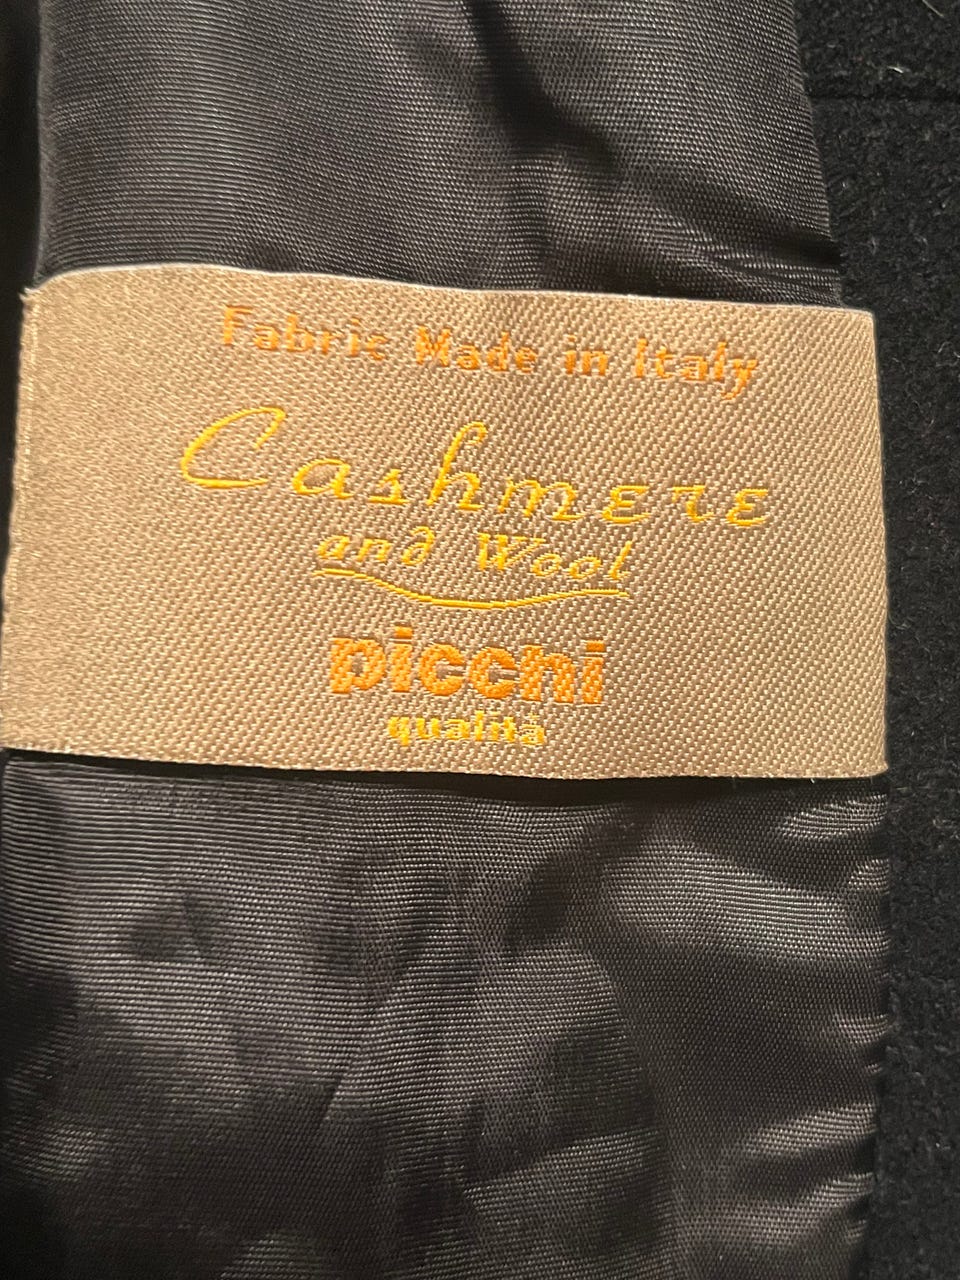 Fabric Made in Italy
Cashmere
and Wool
picchi
qualità